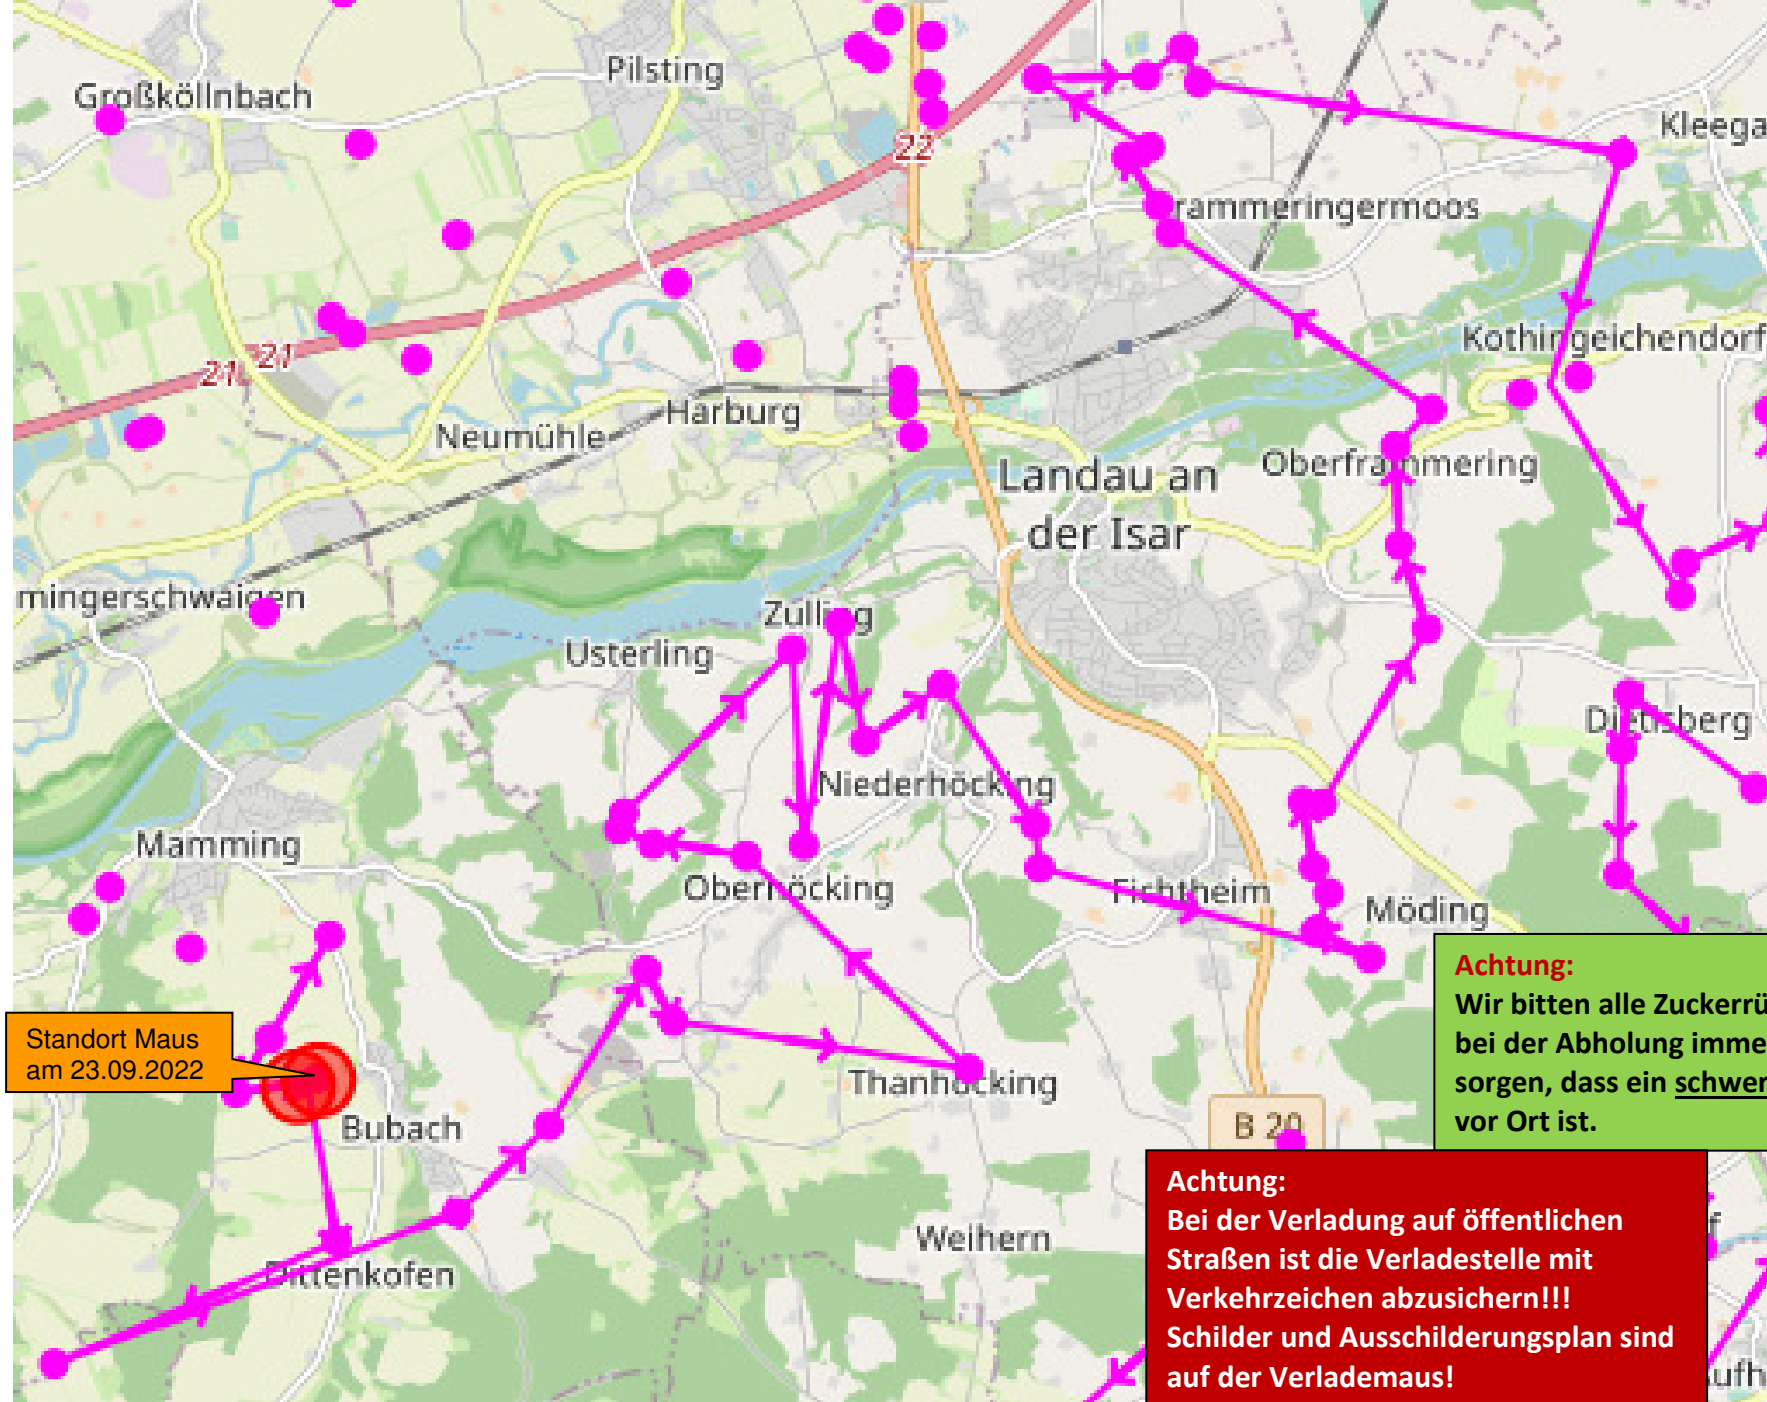 Pilsting
Großköllnbach
22
Kleega
rammeringermoos
Kothingeichendorf
21
21
Harburg
Neumühle
Oberframmering
Landau an
der Isar
mingerschwaigen
Zulling
Usterling
Dietlsberg
Niederhöcking
Mamming
Oberhöcking
Fichtheim
Möding
Achtung:
Wir bitten alle Zuckerrü
bei der Abholung imme
sorgen, dass ein schwer
vor Ort ist.
Standort Maus
am 23.09.2022
Thanhöcking
Bubach
B 20
Achtung:
Bei der Verladung auf öffentlichen
Straßen ist die Verladestelle mit
Verkehrzeichen abzusichern!!!
Schilder und Ausschilderungsplan sind
auf der Verlademaus!
Weihern
f
Dittenkofen
ufh